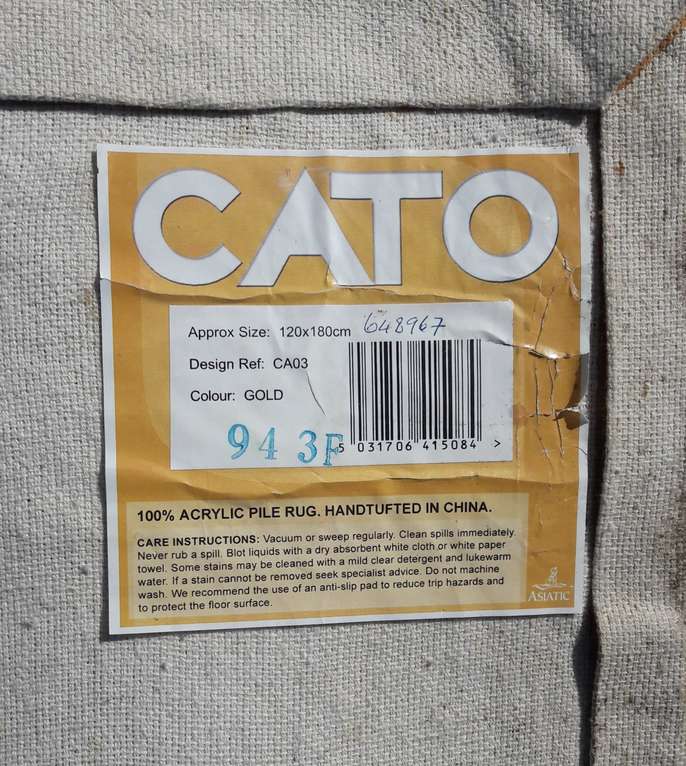 CATO
Approx Size: 120x180cm 648967
Design Ref: CA03
Colour: GOLD
943F
5 031706 415084 >
100% ACRYLIC PILE RUG. HANDTUFTED IN CHINA.
CARE INSTRUCTIONS: Vacuum or sweep regularly. Clean spills immediately.
Never rub a spill. Blot liquids with a dry absorbent white cloth or white paper
towel. Some stains may be cleaned with a mild clear detergent and lukewarm
water. If a stain cannot be removed seek specialist advice. Do not machine
wash. We recommend the use of an anti-slip pad to reduce trip hazards and
to protect the floor surface.
ASIATIC